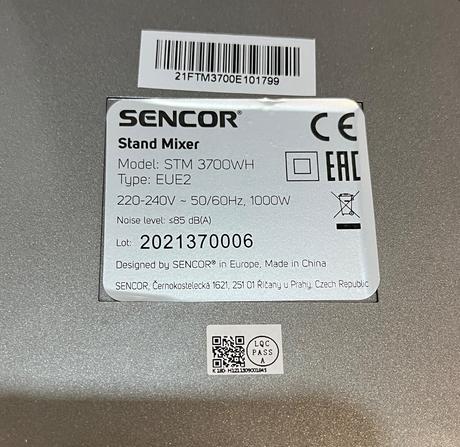 21FTM3700E101799
SENCOR®
CE
Stand Mixer
Model: STM 3700WH
EAC
Type: EUE2
220-240V ~ 50/60Hz, 1000W
Noise level: ≤85 dB(A)
Lot: 2021370006
Designed by SENCOR® in Europe, Made in China
SENCOR, Černokostelecká 1621, 251 01 Říčany u Prahy, Czech Republic
LQC
PASS
A